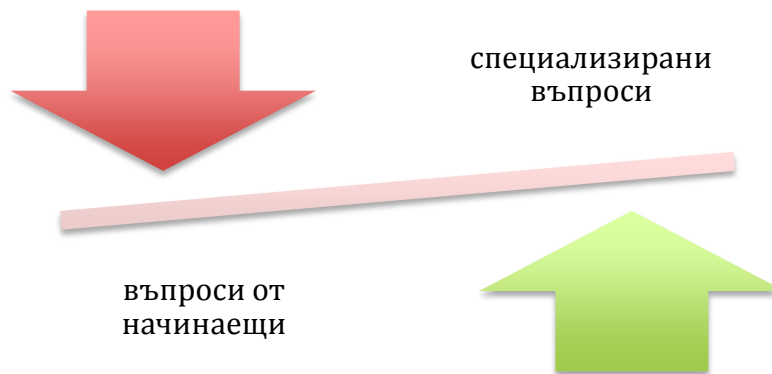 специализирани
въпроси
въпроси от
начинаещи